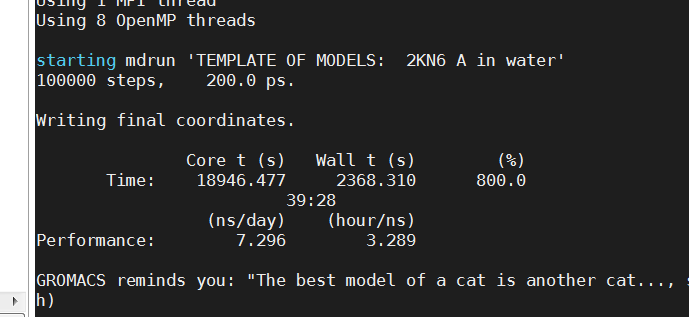 Using 1 MPI thread
Using 8 OpenMP threads
starting mdrun 'TEMPLATE OF MODELS:  2KN6 A in water'
100000 steps,    200.0 ps.
Writing final coordinates.
Core t (s)   Wall t (s)        (%)
Time:    18946.477     2368.310      800.0
39:28
(ns/day)    (hour/ns)
Performance:        7.296        3.289
GROMACS reminds you: "The best model of a cat is another cat...,
h)